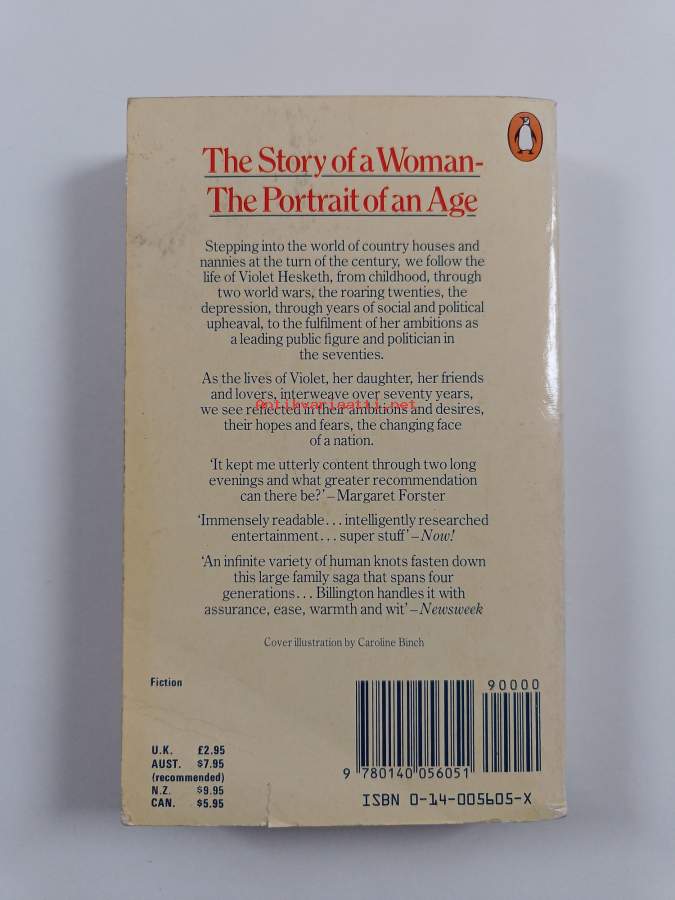 The Story of a Woman-
The Portrait of an Age
Stepping into the world of country houses and
nannies at the turn of the century, we follow the
life of Violet Hesketh, from childhood, through
two world wars, the roaring twenties, the
depression, through years of social and political
upheaval, to the fulfilment of her ambitions as
a leading public figure and politician in
the seventies.
As the lives of Violet, her daughter, her friends
and lovers, interweave over seventy years,
Antikvariaatti.net
we see reflected in their ambitions and desires,
their hopes and fears, the changing face
of a nation.
‘It kept me utterly content through two long
evenings and what greater recommendation
can there be?’ – Margaret Forster
‘Immensely readable... intelligently researched
entertainment... super stuff’ – Now!
‘An infinite variety of human knots fasten down
this large family saga that spans four
generations... Billington handles it with
assurance, ease, warmth and wit’ – Newsweek
Cover illustration by Caroline Binch
Fiction
90000
U.K. £2.95
AUST. $7.95
(recommended)
N.Z. $9.95
CAN. $5.95
9 780140 056051
ISBN 0-14-005605-X